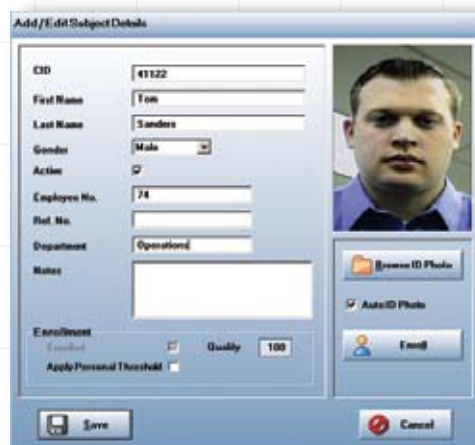 Add/Edit Subject Details
CID 41122
First Name Tom
Last Name Sanders
Gender Male
Active
Employee No. 74
Ref. No.
Department Operations
Notes
Browse ID Photo
Auto ID Photo
Enrollment
Enrolled Quality 100
Enroll
Apply Personal Threshold
Save Cancel